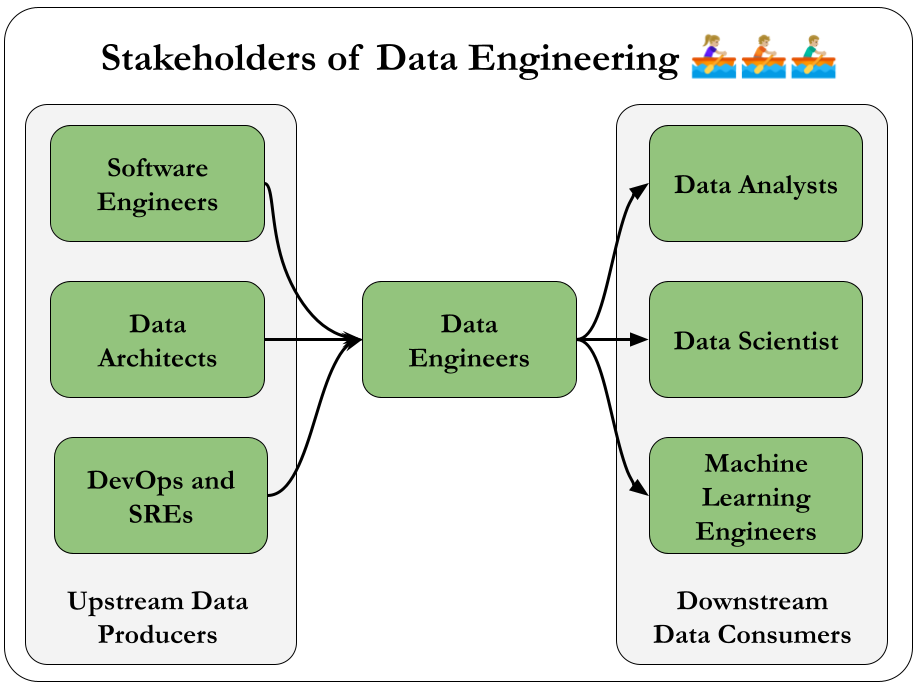 Stakeholders of Data Engineering
Software
Engineers
Data
Architects
DevOps and
SREs
Upstream Data
Producers
Data
Engineers
Data Analysts
Data Scientist
Machine
Learning
Engineers
Downstream
Data Consumers